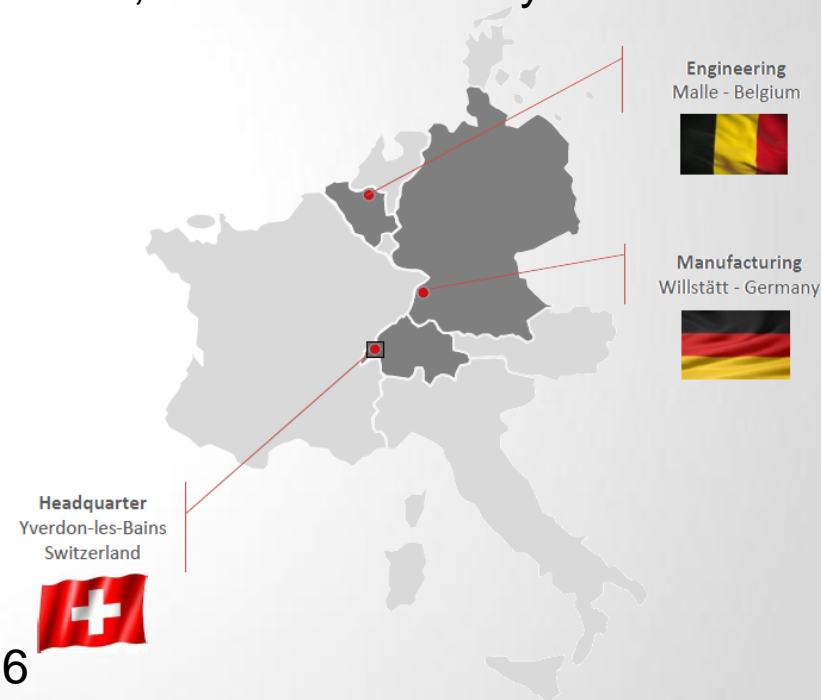 Engineering
Malle - Belgium
Manufacturing
Willstätt - Germany
Headquarter
Yverdon-les-Bains
Switzerland
6